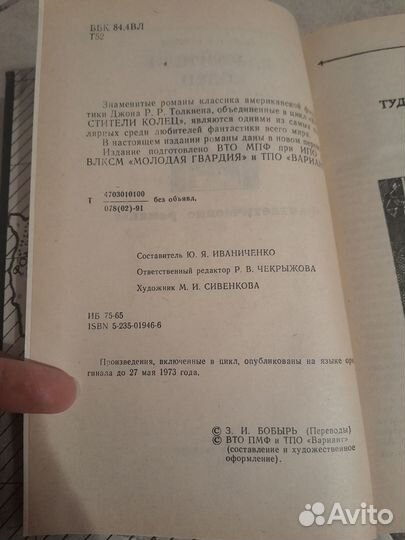 ББК 84.4ВЛ
Т52
Знаменитые романы классика американской
тики Джона Р. Р. Толкиена, объединенные в цикл
СТИТЕЛИ КОЛЕЦ», являются одними из самых
лярных среди любителей фантастики всего мира.
В настоящем издании романы даны в новом
Издание подготовлено ВТО МПФ при ИПО
ВЛКСМ «МОЛОДАЯ ГВАРДИЯ» и ТПО «ВАРИАН
Т 4703010100 без объявл.
078(02)-91
Составитель Ю. Я. ИВАНИЧЕНКО
Ответственный редактор Р. В. ЧЕКРЫЖОВА
Художник М. И. СИВЕНКОВА
ИБ 75-65
ISBN 5-235-01946-6
Произведения, включенные в цикл, опубликованы на языке ори
гинала до 27 мая 1973 года.
© З. И. БОБЫРЬ (Переводы)
© ВТО ПМФ и ТПО «Вариант»
(составление и художественное
оформление).
ТУД
Avito